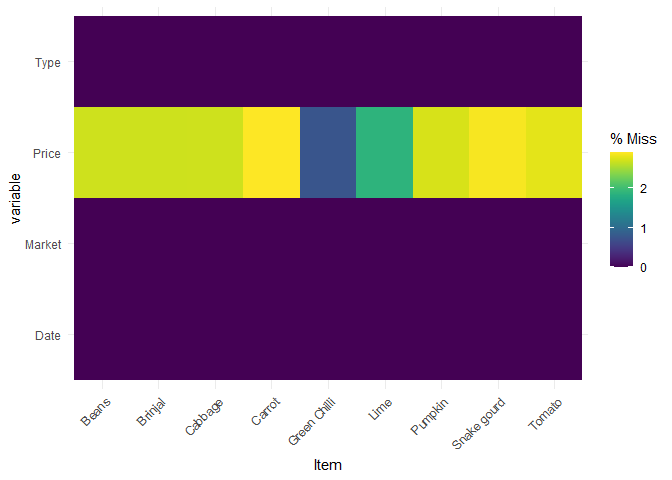 Type
Price
Market
Date
variable
Beans
Brinjal
Cabbage
Carrot
Green Chilli
Lime
Pumpkin
Snake gourd
Tomato
Item
% Miss
2
1
0